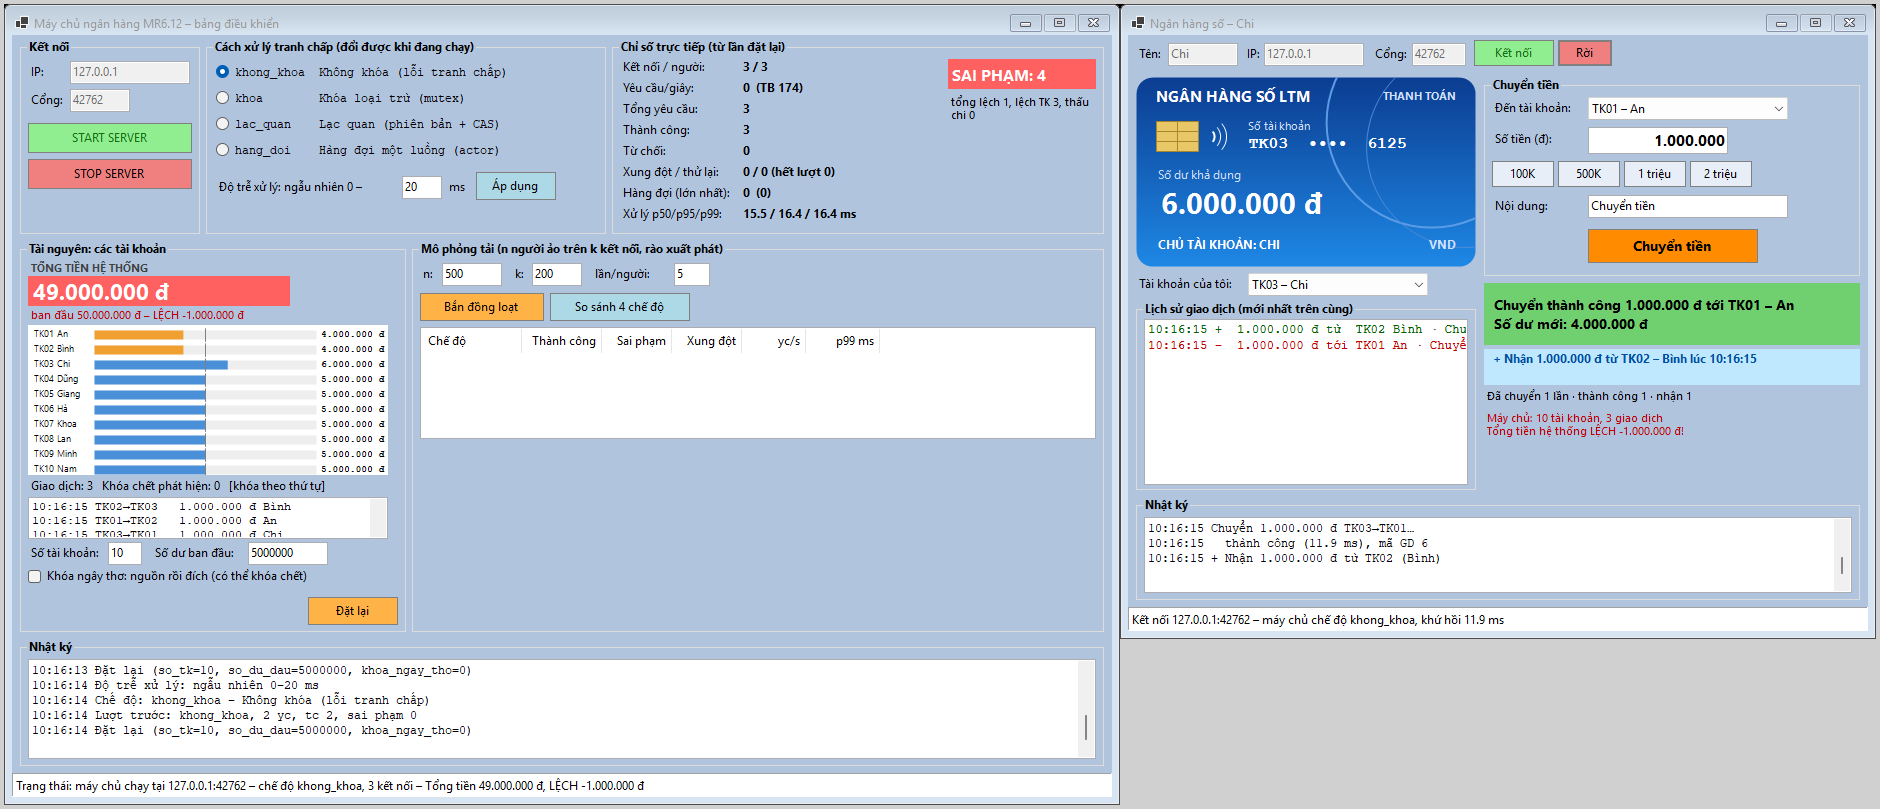 Máy chủ ngân hàng MR6.12 – bảng điều khiển
Kết nối
IP: 127.0.0.1
Cổng: 42762
START SERVER
STOP SERVER
Cách xử lý tranh chấp (đổi được khi đang chạy)
khong_khoa Không khóa (lỗi tranh chấp)
khoa Khóa loại trừ (mutex)
lac_quan Lạc quan (phiên bản + CAS)
hang_doi Hàng đợi một luồng (actor)
Độ trễ xử lý: ngẫu nhiên 0 – 20 ms Áp dụng
Chỉ số trực tiếp (từ lần đặt lại)
Kết nối / người: 3 / 3
Yêu cầu/giây: 0 (TB 174)
Tổng yêu cầu: 3
Thành công: 3
Từ chối: 0
Xung đột / thử lại: 0 / 0 (hết lượt 0)
Hàng đợi (lớn nhất): 0 (0)
Xử lý p50/p95/p99: 15.5 / 16.4 / 16.4 ms
SAI PHẠM: 4
tổng lệch 1, lệch TK 3, thấu
chi 0
Tài nguyên: các tài khoản
TỔNG TIỀN HỆ THỐNG
49.000.000 đ
ban đầu 50.000.000 đ – LỆCH -1.000.000 đ
TK01 An 4.000.000 đ
TK02 Bình 4.000.000 đ
TK03 Chi 6.000.000 đ
TK04 Dũng 5.000.000 đ
TK05 Giang 5.000.000 đ
TK06 Hà 5.000.000 đ
TK07 Khoa 5.000.000 đ
TK08 Lan 5.000.000 đ
TK09 Minh 5.000.000 đ
TK10 Nam 5.000.000 đ
Giao dịch: 3 Khóa chết phát hiện: 0 [khóa theo thứ tự]
10:16:15 TK02→TK03 1.000.000 đ Bình
10:16:15 TK01→TK02 1.000.000 đ An
10:16:15 TK03→TK01 1.000.000 đ Chi
Số tài khoản: 10 Số dư ban đầu: 5000000
Khóa ngây thơ: nguồn rồi đích (có thể khóa chết)
Đặt lại
Mô phỏng tải (n người ảo trên k kết nối, rào xuất phát)
n: 500 k: 200 lần/người: 5
Bắn đồng loạt So sánh 4 chế độ
Chế độ Thành công Sai phạm Xung đột yc/s p99 ms
Nhật ký
10:16:13 Đặt lại (so_tk=10, so_du_dau=5000000, khoa_ngay_tho=0)
10:16:14 Độ trễ xử lý: ngẫu nhiên 0–20 ms
10:16:14 Chế độ: khong_khoa – Không khóa (lỗi tranh chấp)
10:16:14 Lượt trước: khong_khoa, 2 yc, tc 2, sai phạm 0
10:16:14 Đặt lại (so_tk=10, so_du_dau=5000000, khoa_ngay_tho=0)
Trạng thái: máy chủ chạy tại 127.0.0.1:42762 – chế độ khong_khoa, 3 kết nối – Tổng tiền 49.000.000 đ, LỆCH -1.000.000 đ
Ngân hàng số – Chi
Tên: Chi IP: 127.0.0.1 Cổng: 42762 Kết nối Rời
NGÂN HÀNG SỐ LTM THANH TOÁN
Số tài khoản
TK03 •••• 6125
Số dư khả dụng
6.000.000 đ
CHỦ TÀI KHOẢN: CHI VND
Tài khoản của tôi: TK03 – Chi
Lịch sử giao dịch (mới nhất trên cùng)
10:16:15 + 1.000.000 đ từ TK02 Bình · Chu
10:16:15 – 1.000.000 đ tới TK01 An · Chuyể
Chuyển tiền
Đến tài khoản: TK01 – An
Số tiền (đ): 1.000.000
100K 500K 1 triệu 2 triệu
Nội dung: Chuyển tiền
Chuyển tiền
Chuyển thành công 1.000.000 đ tới TK01 – An
Số dư mới: 4.000.000 đ
+ Nhận 1.000.000 đ từ TK02 – Bình lúc 10:16:15
Đã chuyển 1 lần · thành công 1 · nhận 1
Máy chủ: 10 tài khoản, 3 giao dịch
Tổng tiền hệ thống LỆCH -1.000.000 đ!
Nhật ký
10:16:15 Chuyển 1.000.000 đ TK03→TK01…
10:16:15 thành công (11.9 ms), mã GD 6
10:16:15 + Nhận 1.000.000 đ từ TK02 (Bình)
Kết nối 127.0.0.1:42762 – máy chủ chế độ khong_khoa, khứ hồi 11.9 ms